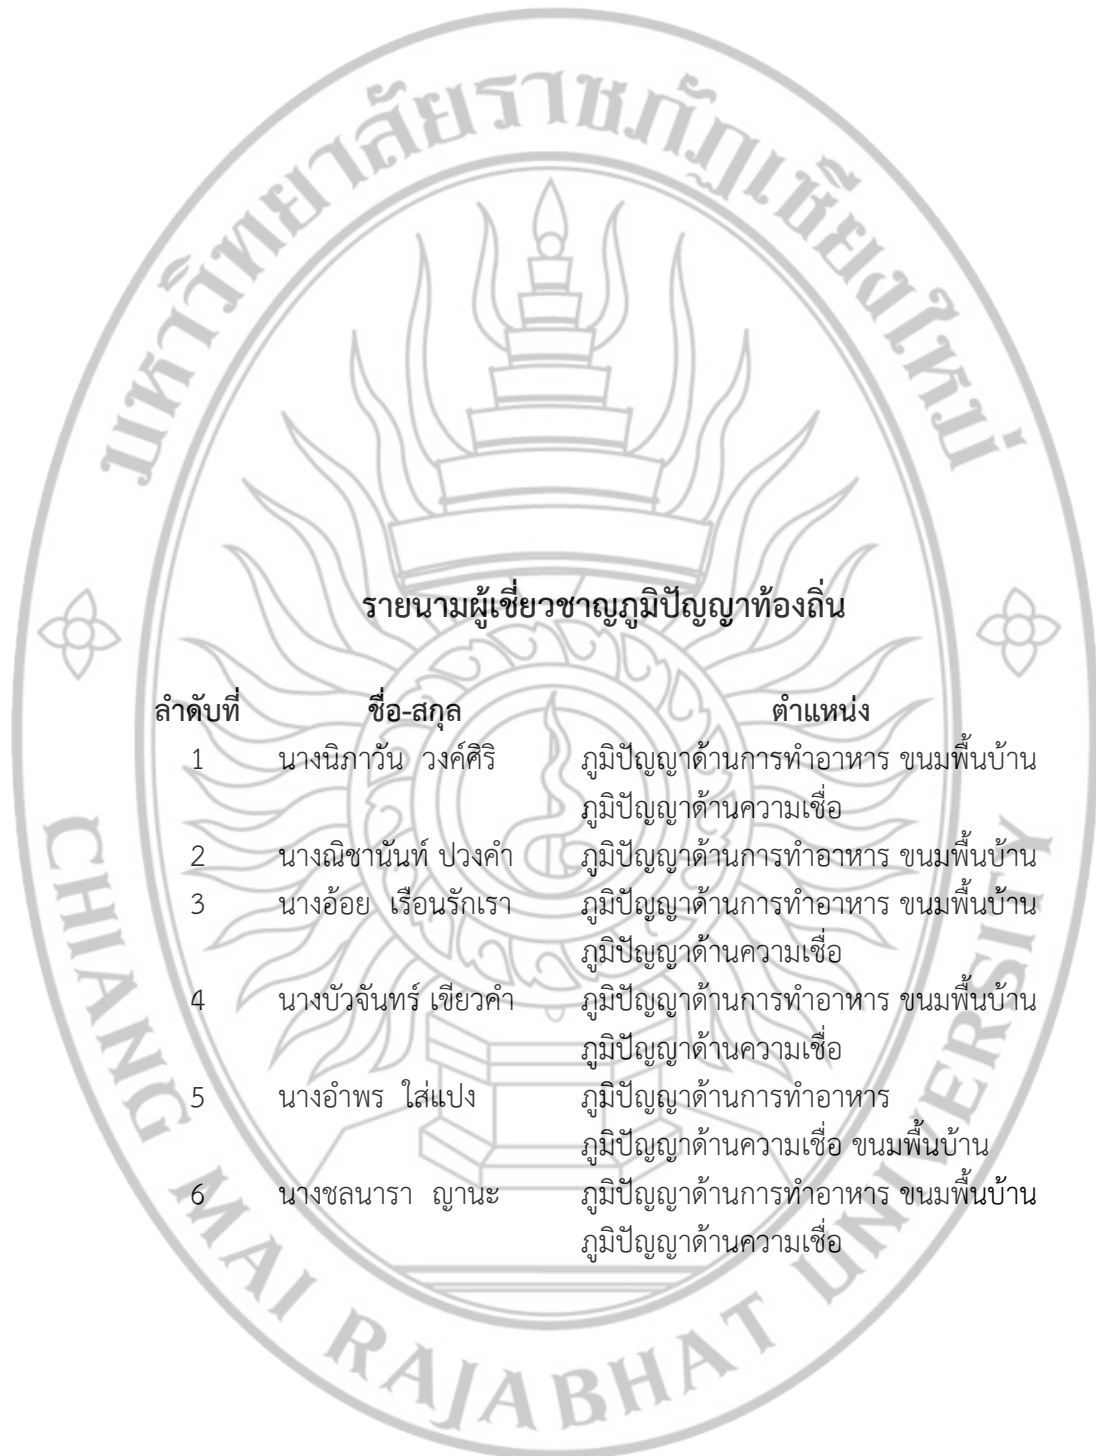 มหาวิทยาลัยราชภัฏเชียงใหม่
รายนามผู้เชี่ยวชาญภูมิปัญญาท้องถิ่น
ลำดับที่ ชื่อ-สกุล ตำแหน่ง
1 นางนิภาวัน วงค์ศิริ ภูมิปัญญาด้านการทำอาหาร ขนมพื้นบ้าน
ภูมิปัญญาด้านความเชื่อ
2 นางณิชานันท์ ปวงคำ ภูมิปัญญาด้านการทำอาหาร ขนมพื้นบ้าน
3 นางอ้อย เรือนรักเรา ภูมิปัญญาด้านการทำอาหาร ขนมพื้นบ้าน
ภูมิปัญญาด้านความเชื่อ
4 นางบัวจันทร์ เขียวคำ ภูมิปัญญาด้านการทำอาหาร ขนมพื้นบ้าน
ภูมิปัญญาด้านความเชื่อ
5 นางอำพร ใส่แปง ภูมิปัญญาด้านการทำอาหาร
ภูมิปัญญาด้านความเชื่อ ขนมพื้นบ้าน
6 นางชลนารา ญานะ ภูมิปัญญาด้านการทำอาหาร ขนมพื้นบ้าน
ภูมิปัญญาด้านความเชื่อ
CHIANG MAI RAJABHAT UNIVERSITY